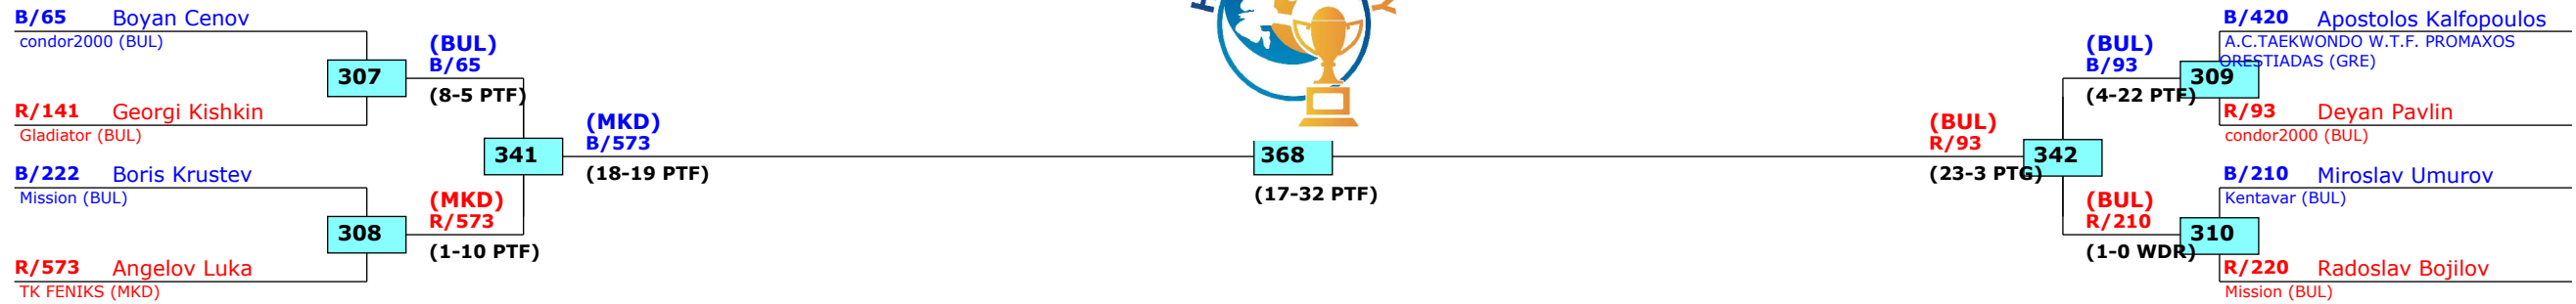 B/65 Boyan Cenov
condor2000 (BUL)
307
R/141 Georgi Kishkin
Gladiator (BUL)
B/222 Boris Krustev
Mission (BUL)
308
R/573 Angelov Luka
TK FENIKS (MKD)
(BUL)
B/65
(8-5 PTF)
341
(MKD)
R/573
(1-10 PTF)
(MKD)
B/573
(18-19 PTF)
H
Y
368
(17-32 PTF)
(BUL)
R/93
(23-3 PTG)
342
(BUL)
B/93
(4-22 PTF)
(BUL)
R/210
(1-0 WDR)
B/420 Apostolos Kalfopoulos
A.C.TAEKWONDO W.T.F. PROMAXOS
ORESTIADAS (GRE)
309
R/93 Deyan Pavlin
condor2000 (BUL)
B/210 Miroslav Umurov
Kentavar (BUL)
310
R/220 Radoslav Bojilov
Mission (BUL)